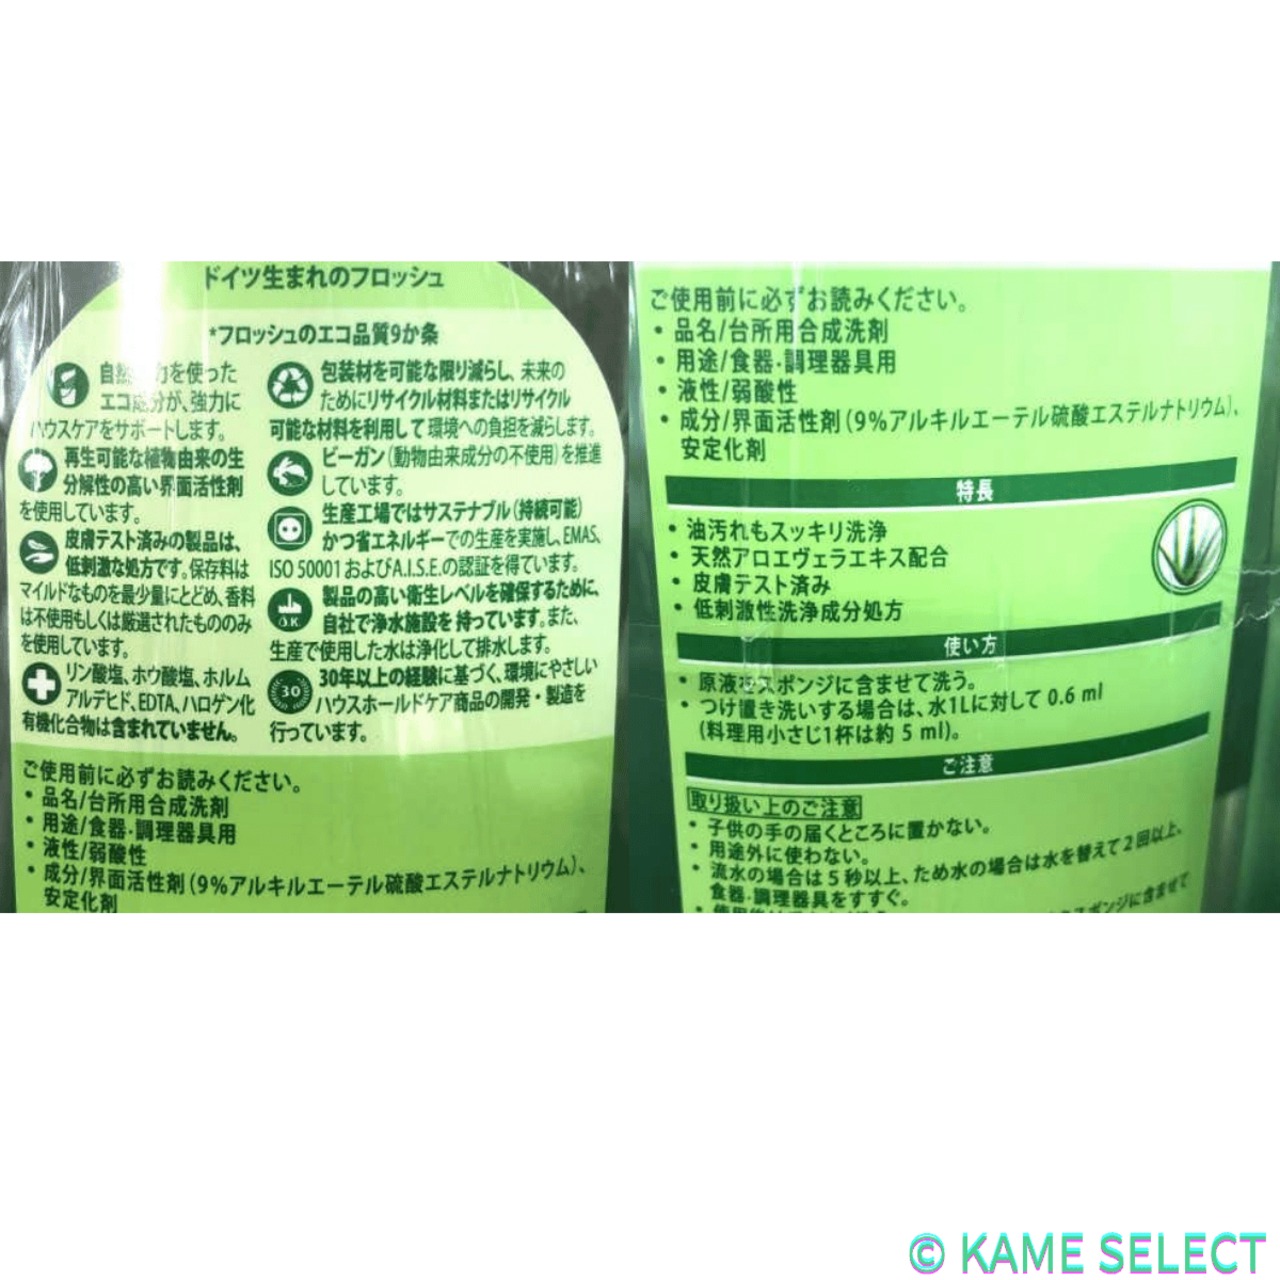 ドイツ生まれのフロッシュ
*フロッシュのエコ品質9か条
自然 力を使った
エコ成分が、強力に
ハウスケアをサポートします。
再生可能な植物由来の生
分解性の高い界面活性剤
を使用しています。
皮膚テスト済みの製品は、
低刺激な処方です。保存料は
マイルドなものを最少量にとどめ、香料
は不使用もしくは厳選されたもののみ
を使用しています。
リン酸塩、ホウ酸塩、ホルム
アルデヒド、EDTA、ハロゲン化
有機化合物は含まれていません。
包装材を可能な限り減らし、未来の
ためにリサイクル材料またはリサイクル
可能な材料を利用して環境への負担を減らします。
ビーガン(動物由来成分の不使用)を推進
しています。
生産工場ではサステナブル(持続可能)
かつ省エネルギーでの生産を実施し、EMAS、
ISO 50001およびA.I.S.E.の認証を得ています。
O.K
製品の高い衛生レベルを確保するために、
自社で浄水施設を持っています。また、
生産で使用した水は浄化して排水します。
30
30年以上の経験に基づく、環境にやさしい
ハウスホールドケア商品の開発・製造を
行っています。
ご使用前に必ずお読みください。
• 品名/台所用合成洗剤
• 用途/食器・調理器具用
• 液性/弱酸性
• 成分/界面活性剤(9%アルキルエーテル硫酸エステルナトリウム)、
安定化剤
ご使用前に必ずお読みください。
• 品名/台所用合成洗剤
• 用途/食器・調理器具用
• 液性/弱酸性
• 成分/界面活性剤(9%アルキルエーテル硫酸エステルナトリウム)、
安定化剤
特長
• 油汚れもスッキリ洗浄
• 天然アロエヴェラエキス配合
• 皮膚テスト済み
• 低刺激性洗浄成分処方
使い方
• 原液をスポンジに含ませて洗う。
• つけ置き洗いする場合は、水1Lに対して 0.6 ml
(料理用小さじ1杯は約 5 ml)。
ご注意
取り扱い上のご注意
• 子供の手の届くところに置かない。
• 用途外に使わない。
• 流水の場合は5秒以上、ため水の場合は水を替えて2回以上、
食器・調理器具をすすぐ。
スポンジに含ませて
© KAME SELECT